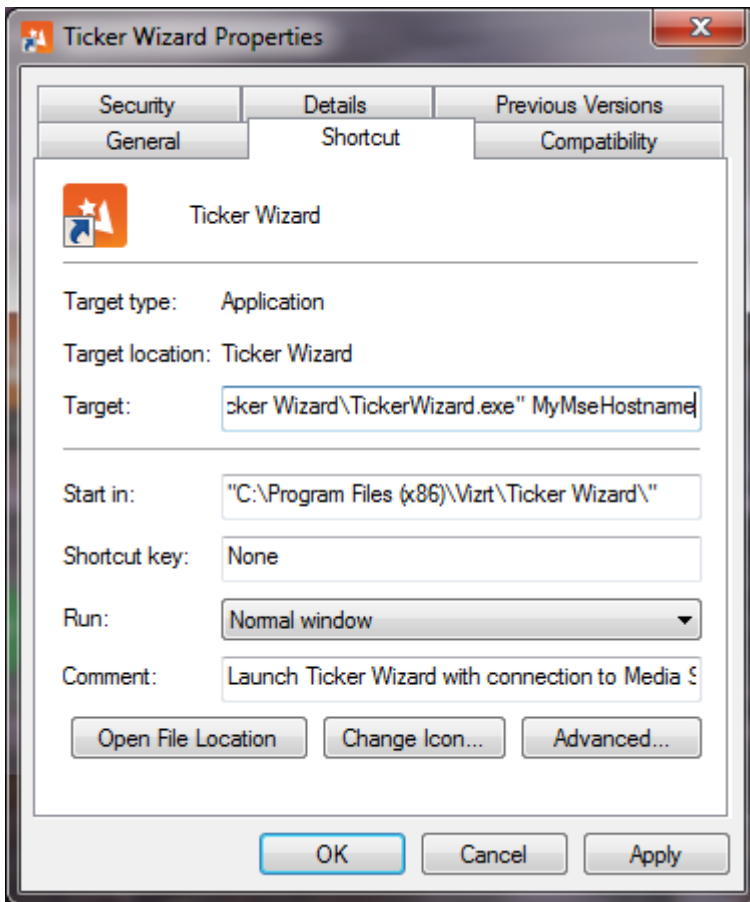 Ticker Wizard Properties
Security Details Previous Versions
General Shortcut Compatibility
Ticker Wizard
Target type: Application
Target location: Ticker Wizard
Target: cker Wizard\TickerWizard.exe" MyMseHostname
Start in: "C:\Program Files (x86)\Vizrt\Ticker Wizard\"
Shortcut key: None
Run: Normal window
Comment: Launch Ticker Wizard with connection to Media S
Open File Location Change Icon... Advanced...
OK Cancel Apply